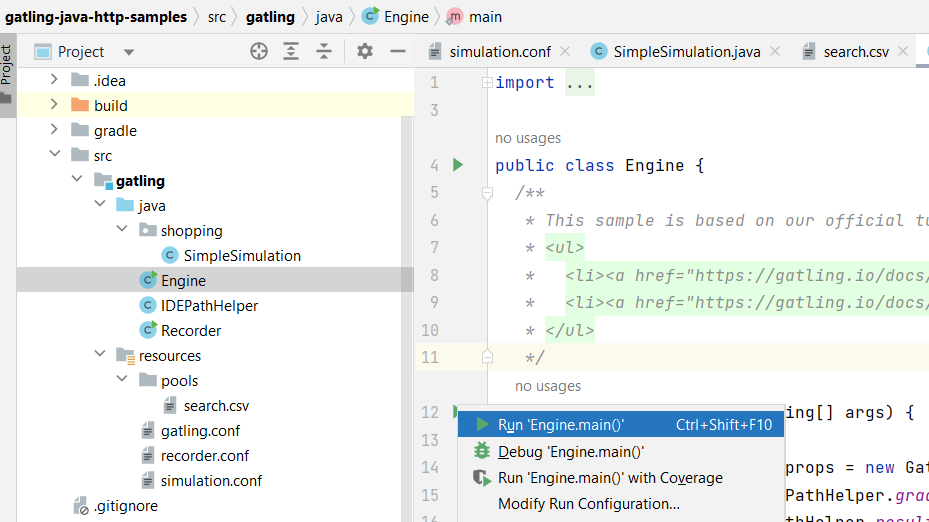 gatling-java-http-samples src gatling java Engine main
Project
Project
simulation.conf SimpleSimulation.java search.csv
.idea
build
gradle
src
gatling
java
shopping
SimpleSimulation
Engine
IDEPathHelper
Recorder
resources
pools
search.csv
gatling.conf
recorder.conf
simulation.conf
.gitignore
1 import ...
3
no usages
4 public class Engine {
5 /**
6 * This sample is based on our official tu
7 * <ul>
8 * <li><a href="https://gatling.io/docs/
9 * <li><a href="https://gatling.io/docs/
10 * </ul>
11 */
no usages
12 ing[] args) {
13
14 props = new Gat
15 PathHelper.grad
16
Run 'Engine.main()' Ctrl+Shift+F10
Debug 'Engine.main()'
Run 'Engine.main()' with Coverage
Modify Run Configuration...